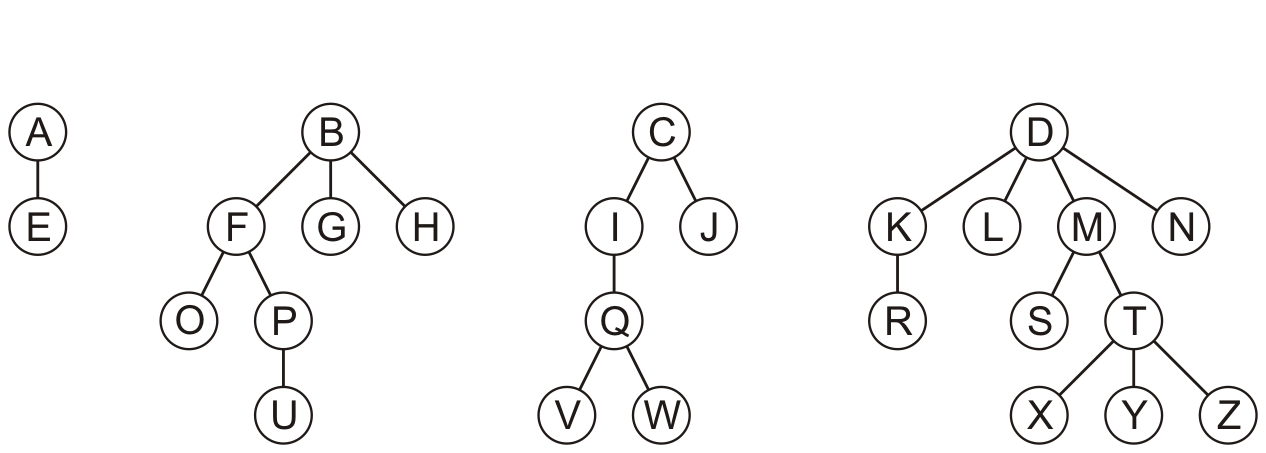 A B C D
E F G H I J K L M N
O P Q R S T
U V W X Y Z